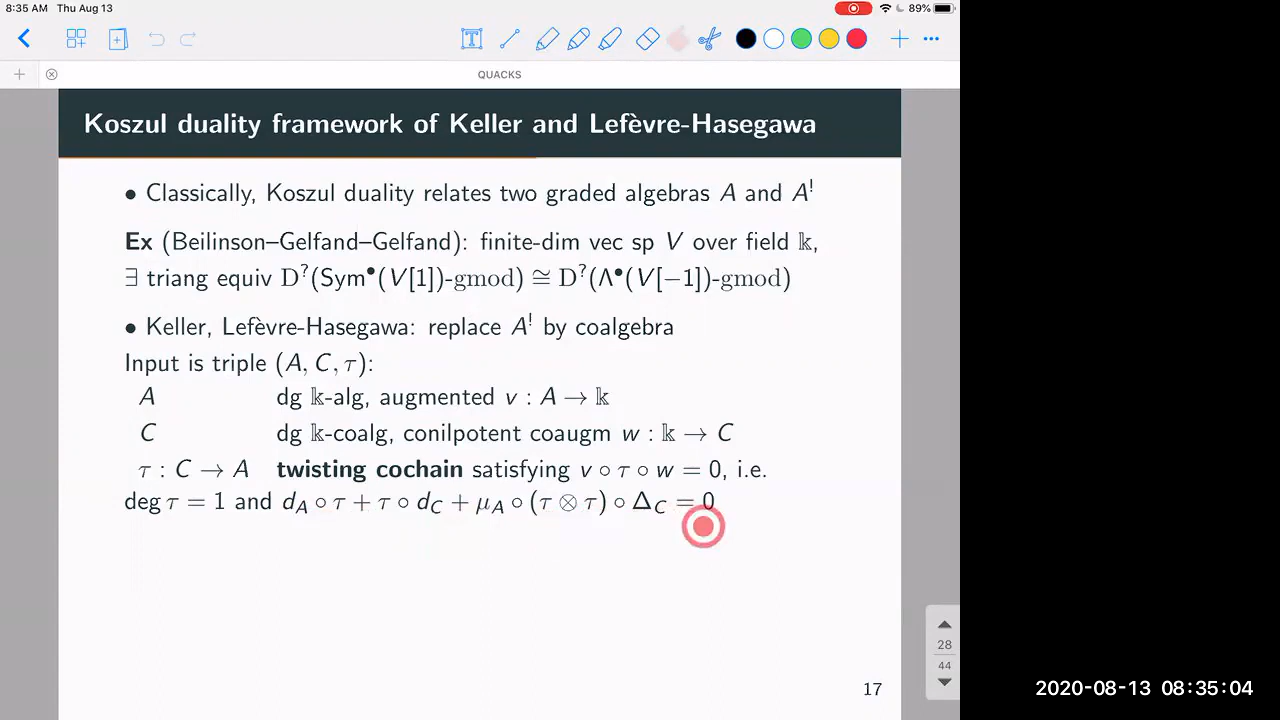 8:35 AM Thu Aug 13
89%
QUACKS
Koszul duality framework of Keller and Lefèvre-Hasegawa
• Classically, Koszul duality relates two graded algebras A and A^!
Ex (Beilinson–Gelfand–Gelfand): finite-dim vec sp V over field 𝕜,
∃ triang equiv D^?(Sym^•(V[1])-gmod) ≅ D^?(Λ^•(V[−1])-gmod)
• Keller, Lefèvre-Hasegawa: replace A^! by coalgebra
Input is triple (A, C, τ):
A dg 𝕜-alg, augmented v : A → 𝕜
C dg 𝕜-coalg, conilpotent coaugm w : 𝕜 → C
τ : C → A twisting cochain satisfying v ∘ τ ∘ w = 0, i.e.
deg τ = 1 and d_A ∘ τ + τ ∘ d_C + μ_A ∘ (τ ⊗ τ) ∘ Δ_C = 0
28
44
17
2020-08-13 08:35:04